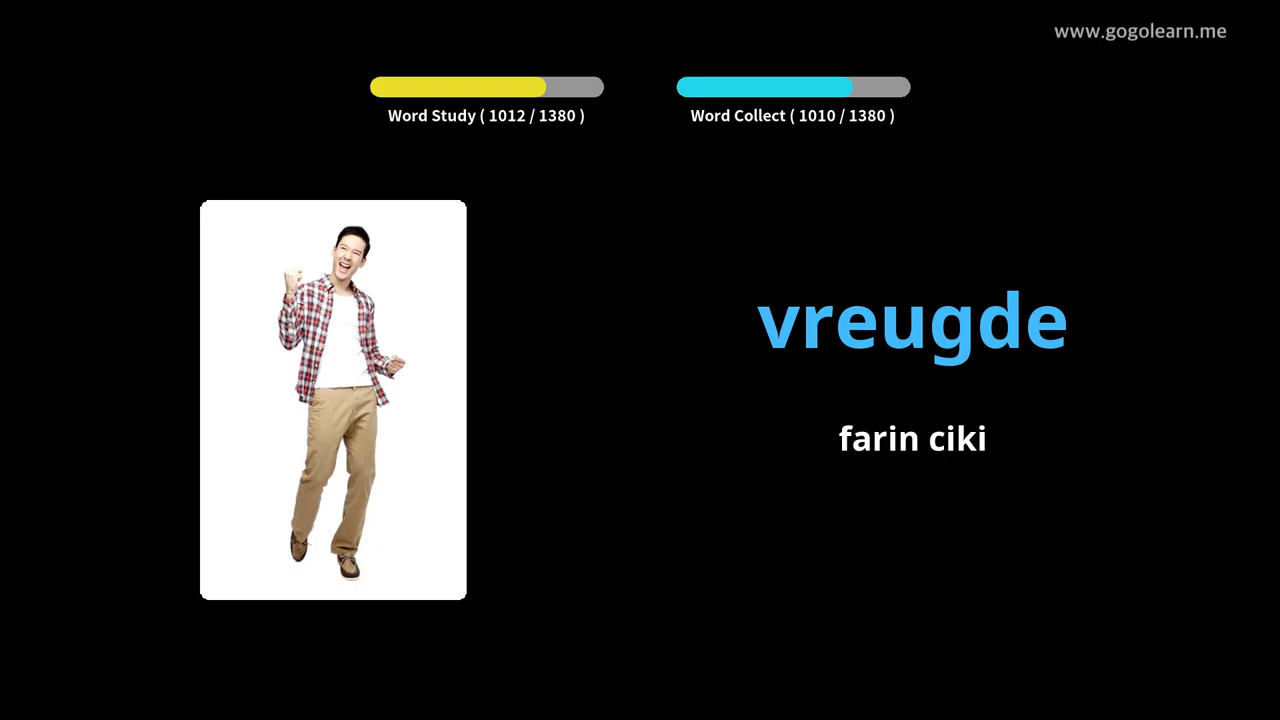 www.gogolearn.me
Word Study ( 1012 / 1380 )
Word Collect ( 1010 / 1380 )
vreugde
farin ciki